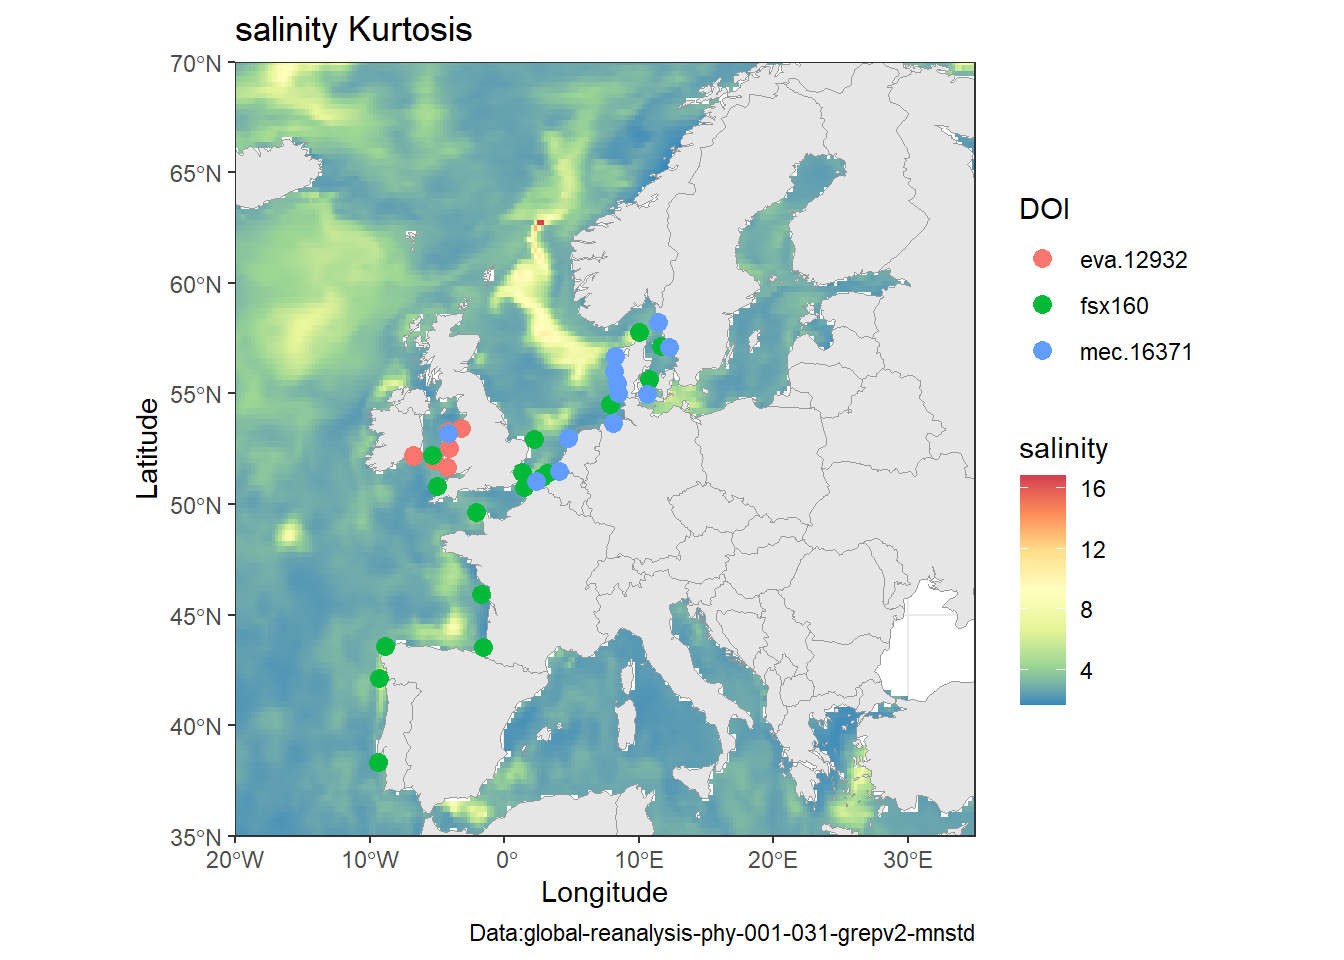 salinity Kurtosis
70°N
65°N
60°N
55°N
50°N
45°N
40°N
35°N
Latitude
20°W
10°W
0°
10°E
20°E
30°E
Longitude
Data:global-reanalysis-phy-001-031-grepv2-mnstd
DOI
eva.12932
fsx160
mec.16371
salinity
16
12
8
4